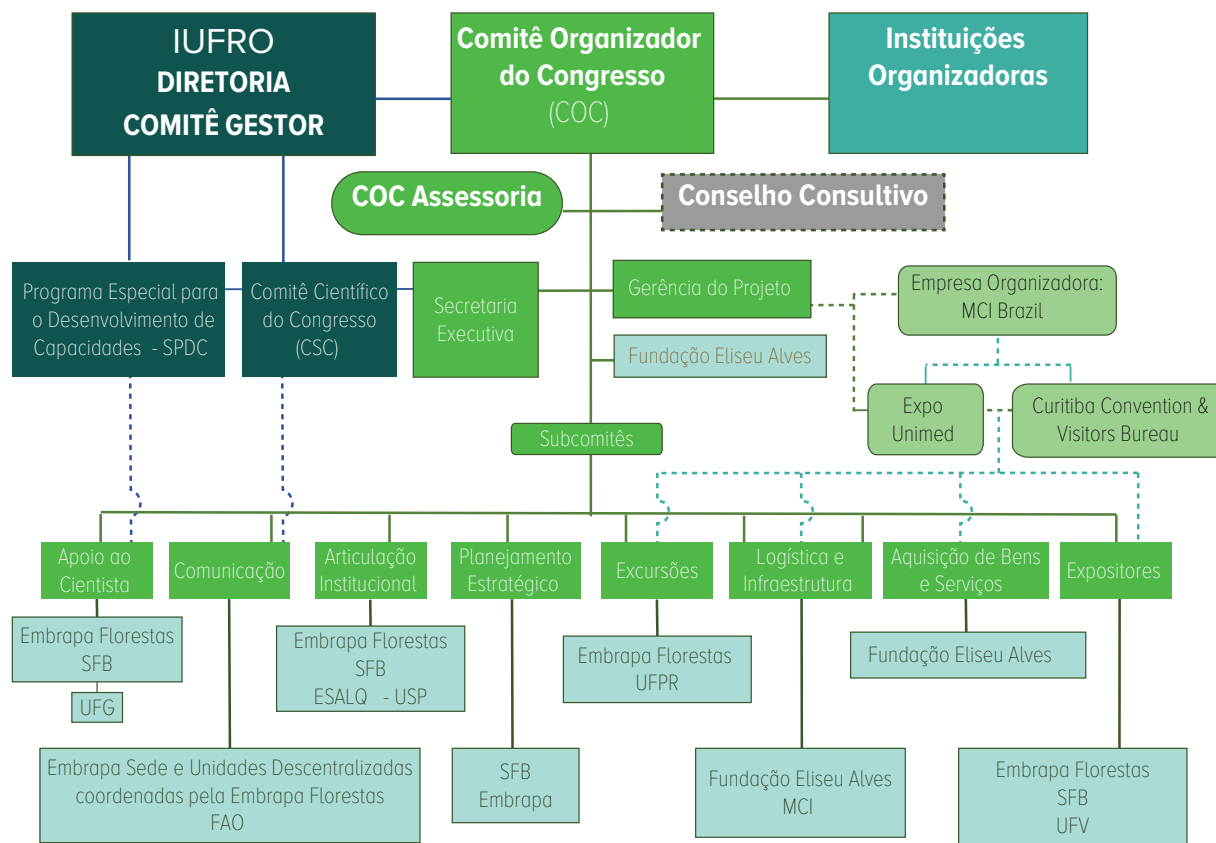 IUFRO
DIRETORIA
COMITÊ GESTOR
Comitê Organizador
do Congresso
(COC)
Instituições
Organizadoras
COC Assessoria
Conselho Consultivo
Programa Especial para
o Desenvolvimento de
Capacidades - SPDC
Comitê Científico
do Congresso
(CSC)
Secretaria
Executiva
Gerência do Projeto
Fundação Eliseu Alves
Empresa Organizadora:
MCI Brazil
Expo
Unimed
Curitiba Convention &
Visitors Bureau
Subcomitês
Apoio ao
Cientista
Comunicação
Articulação
Institucional
Planejamento
Estratégico
Excursões
Logística e
Infraestrutura
Aquisição de Bens
e Serviços
Expositores
Embrapa Florestas
SFB
UFG
Embrapa Florestas
SFB
ESALQ - USP
Embrapa Florestas
UFPR
Fundação Eliseu Alves
Embrapa Sede e Unidades Descentralizadas
coordenadas pela Embrapa Florestas
FAO
SFB
Embrapa
Fundação Eliseu Alves
MCI
Embrapa Florestas
SFB
UFV